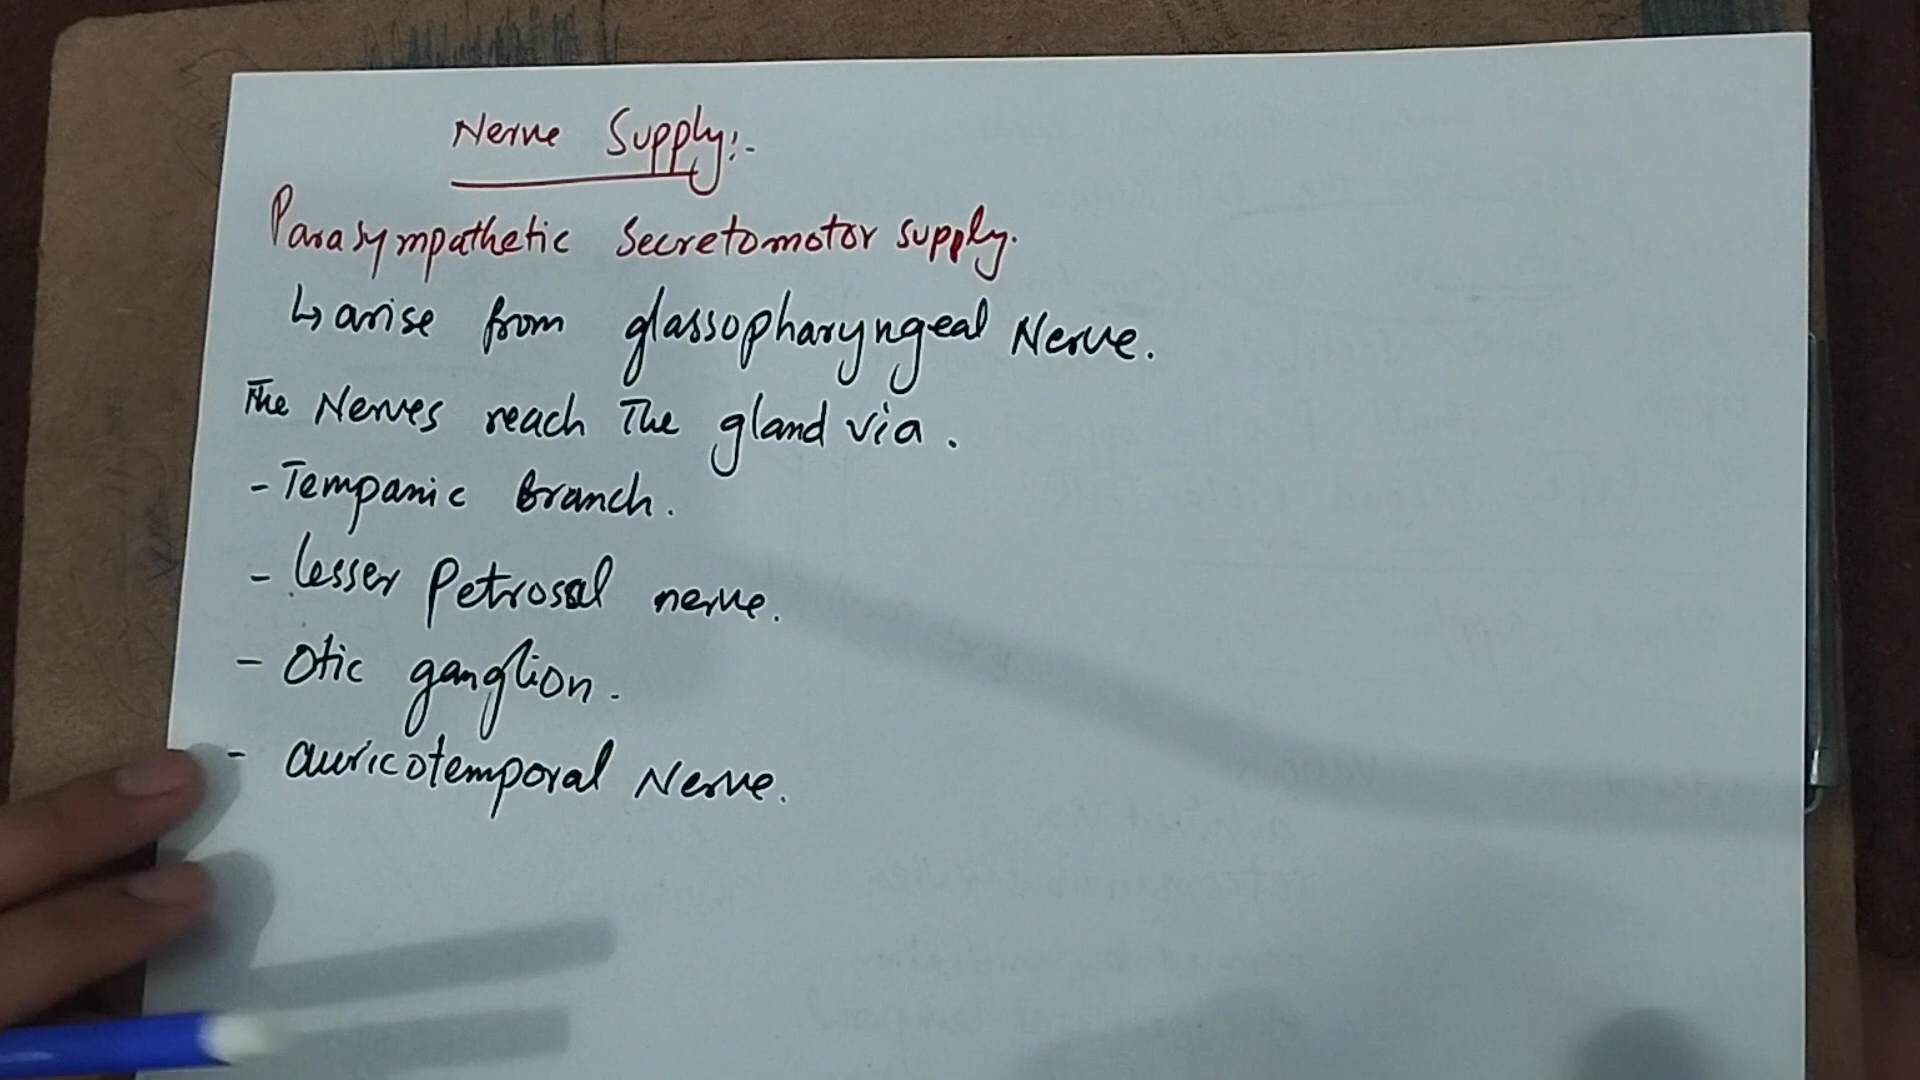 Nerve Supply:-
Parasympathetic Secretomotor supply.
↳ arise from glassopharyngeal Nerve.
The Nerves reach The gland via.
- Tempanic branch.
- lesser Petrosal nerve.
- Otic ganglion.
- auricotemporal Nerve.